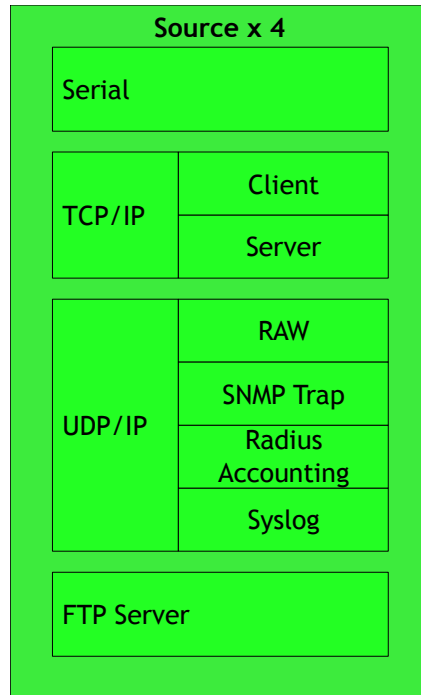 Source x 4
Serial
TCP/IP
Client
Server
UDP/IP
RAW
SNMP Trap
Radius
Accounting
Syslog
FTP Server